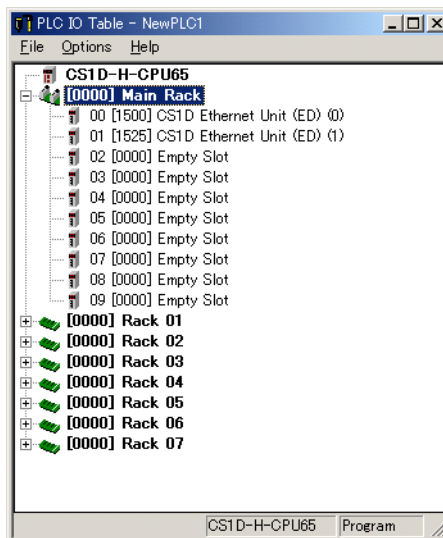 PLC IO Table - NewPLC1
File Options Help
CS1D-H-CPU65
[0000] Main Rack
00 [1500] CS1D Ethernet Unit (ED) (0)
01 [1525] CS1D Ethernet Unit (ED) (1)
02 [0000] Empty Slot
03 [0000] Empty Slot
04 [0000] Empty Slot
05 [0000] Empty Slot
06 [0000] Empty Slot
07 [0000] Empty Slot
08 [0000] Empty Slot
09 [0000] Empty Slot
[0000] Rack 01
[0000] Rack 02
[0000] Rack 03
[0000] Rack 04
[0000] Rack 05
[0000] Rack 06
[0000] Rack 07
CS1D-H-CPU65 Program